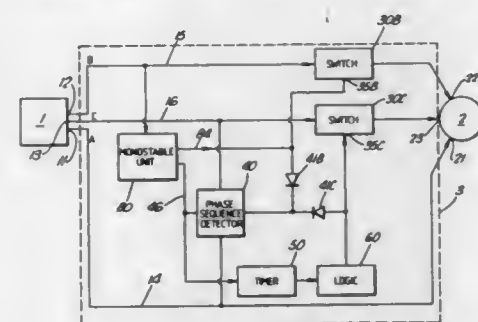 30B
15
SWITCH
B
22
12
35B
30C
1
C
16
SWITCH
2
13
A
84
23
11
35C
21
MONOSTABLE UNIT
40
41B
41C
PHASE SEQUENCE DETECTOR
3
80
46
50
60
TIMER
LOGIC
14